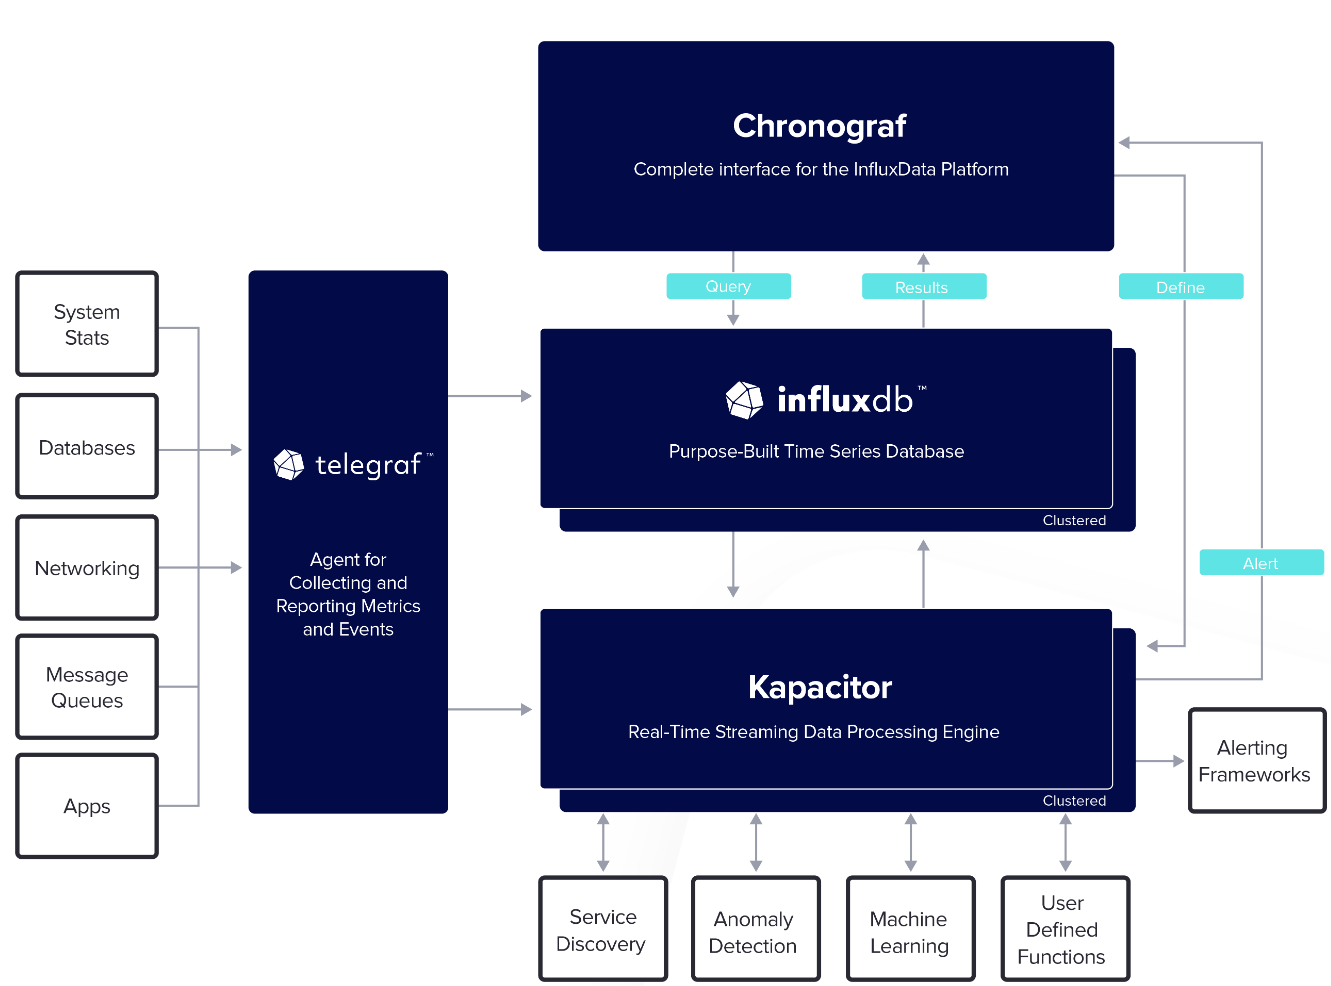 Chronograf
Complete interface for the InfluxData Platform
Query
Results
Define
System
Stats
Databases
Networking
Message
Queues
Apps
telegraf™
Agent for
Collecting and
Reporting Metrics
and Events
influxdb™
Purpose-Built Time Series Database
Clustered
Alert
Kapacitor
Real-Time Streaming Data Processing Engine
Clustered
Alerting
Frameworks
Service
Discovery
Anomaly
Detection
Machine
Learning
User
Defined
Functions